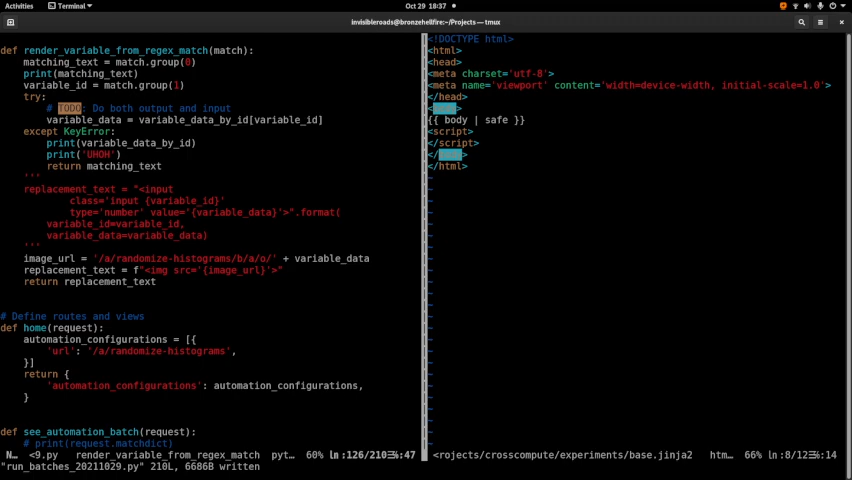 Activities
Terminal
Oct 29 18:37
invisibleroads@bronzehellfire:~/Projects — tmux
def render_variable_from_regex_match(match):
    matching_text = match.group(0)
    print(matching_text)
    variable_id = match.group(1)
    try:
        # TODO: Do both output and input
        variable_data = variable_data_by_id[variable_id]
    except KeyError:
        print(variable_data_by_id)
        print('UHOH')
        return matching_text
    '''
    replacement_text = "<input
            class='input {variable_id}'
            type='number' value='{variable_data}'>".format(
        variable_id=variable_id,
        variable_data=variable_data)
    '''
    image_url = '/a/randomize-histograms/b/a/o/' + variable_data
    replacement_text = f"<img src='{image_url}'>"
    return replacement_text
# Define routes and views
def home(request):
    automation_configurations = [{
        'url': '/a/randomize-histograms',
    }]
    return {
        'automation_configurations': automation_configurations,
    }
def see_automation_batch(request):
    # print(request.matchdict)
N… <9.py render_variable_from_regex_match pyt… 60% ln :126/210 :47
"run_batches_20211029.py" 210L, 6686B written
<!DOCTYPE html>
<html>
<head>
<meta charset='utf-8'>
<meta name='viewport' content='width=device-width, initial-scale=1.0'>
</head>
<body>
{{ body | safe }}
<script>
</script>
</body>
</html>
<rojects/crosscompute/experiments/base.jinja2 htm… 66% ln :8/12 :14